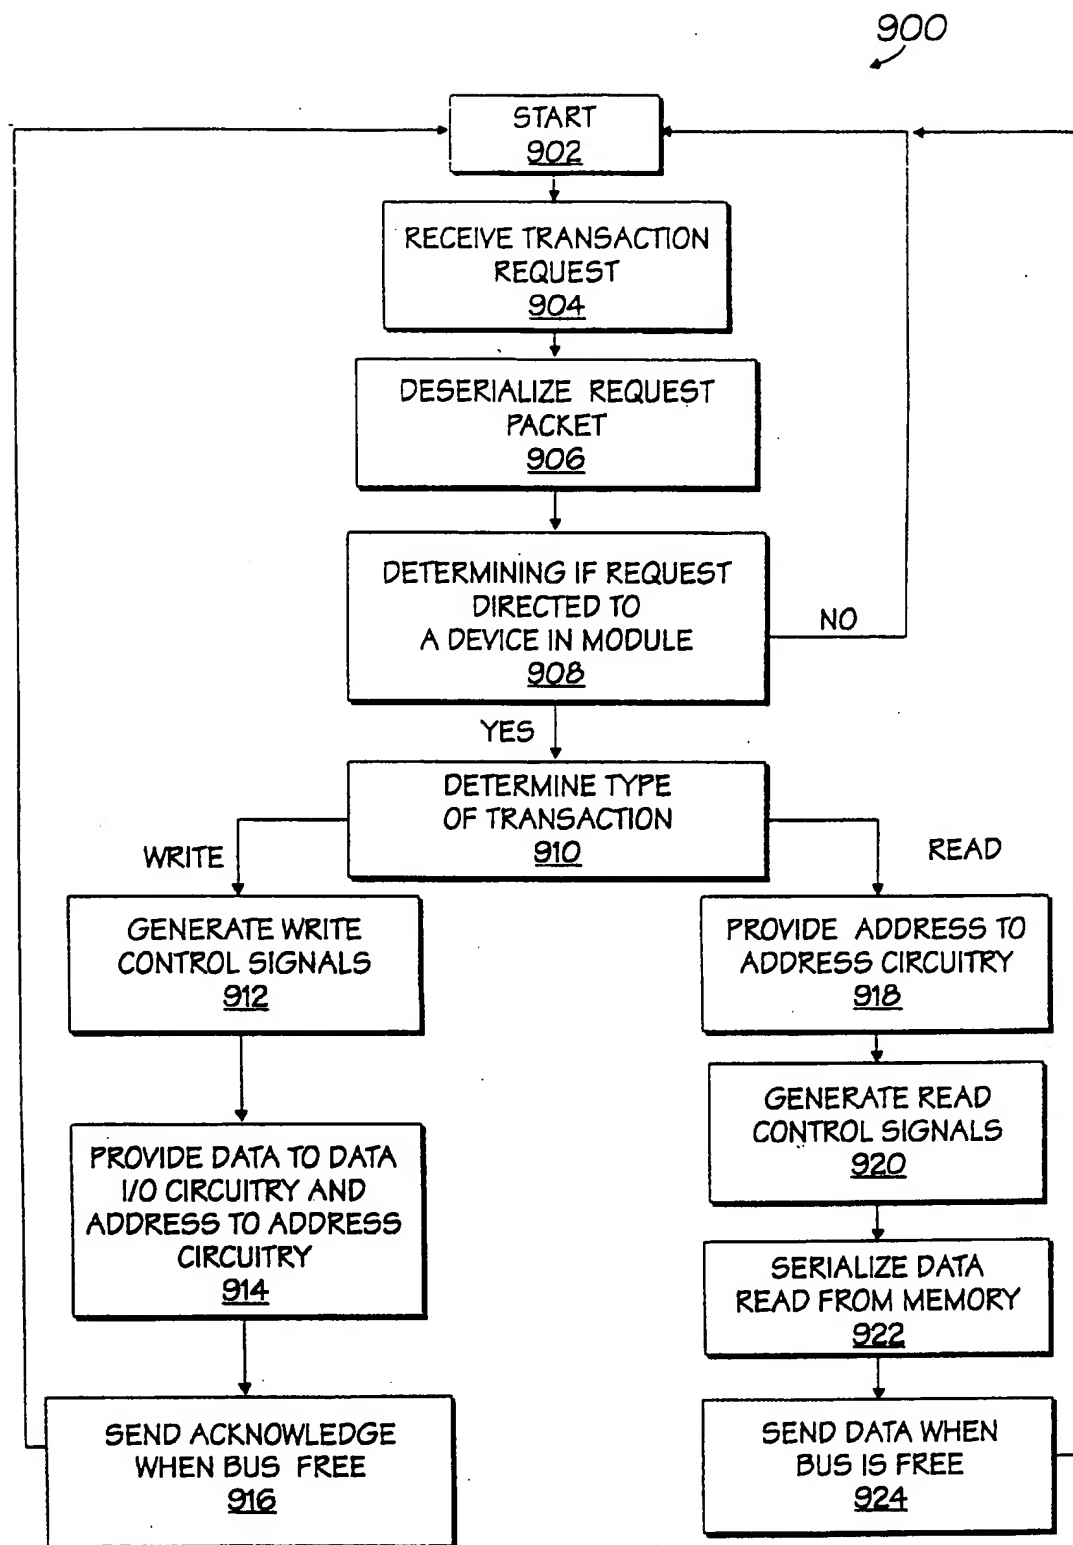 900
START
902
RECEIVE TRANSACTION
REQUEST
904
DESERIALIZE REQUEST
PACKET
906
DETERMINING IF REQUEST
DIRECTED TO
A DEVICE IN MODULE
908
NO
YES
DETERMINE TYPE
OF TRANSACTION
910
WRITE
READ
GENERATE WRITE
CONTROL SIGNALS
912
PROVIDE DATA TO DATA
I/O CIRCUITRY AND
ADDRESS TO ADDRESS
CIRCUITRY
914
SEND ACKNOWLEDGE
WHEN BUS FREE
916
PROVIDE ADDRESS TO
ADDRESS CIRCUITRY
918
GENERATE READ
CONTROL SIGNALS
920
SERIALIZE DATA
READ FROM MEMORY
922
SEND DATA WHEN
BUS IS FREE
924